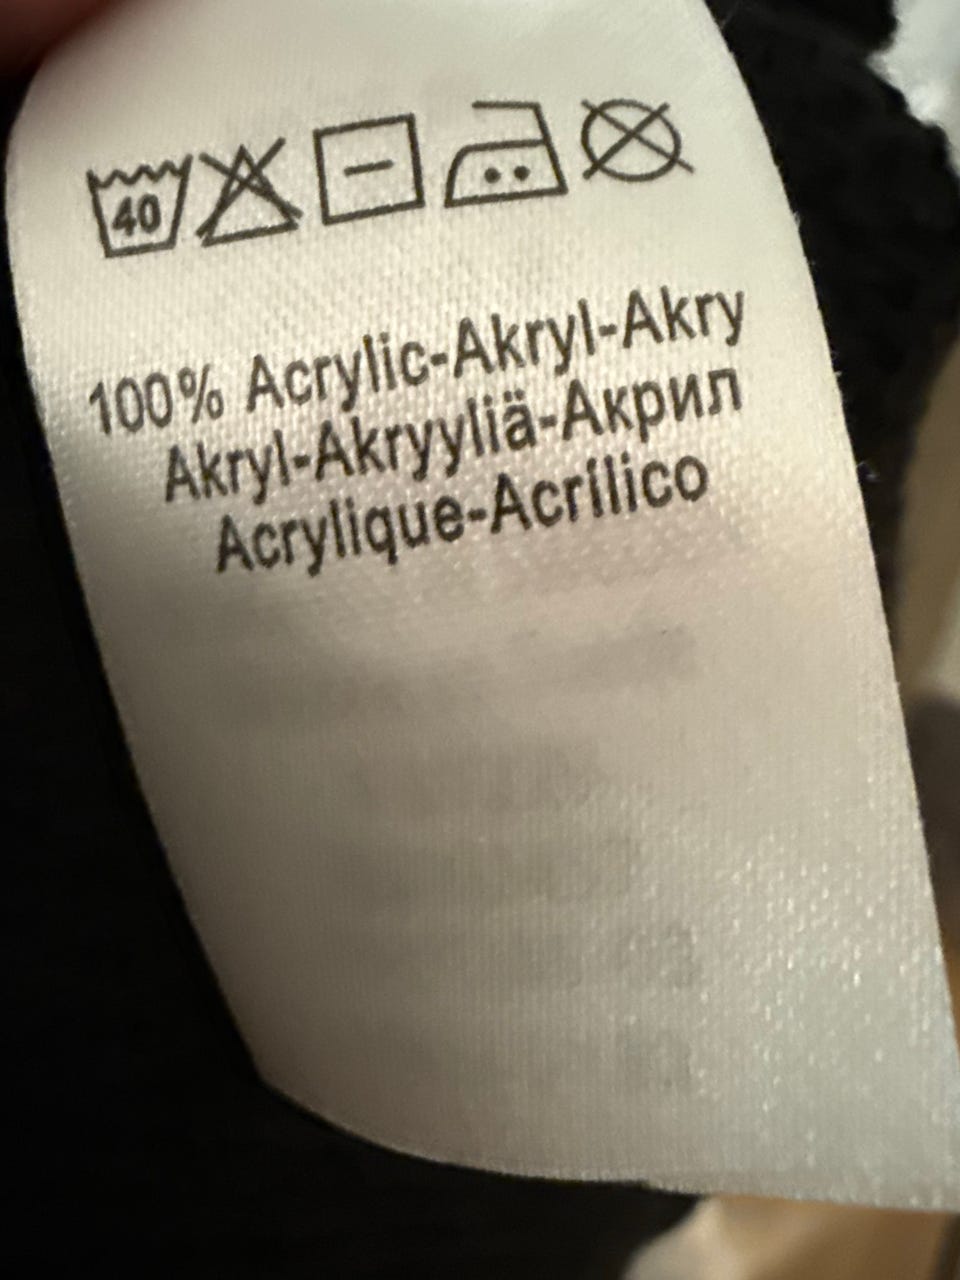 40
100% Acrylic-Akryl-Akry
Akryl-Akryyliä-Акрил
Acrylique-Acrílico